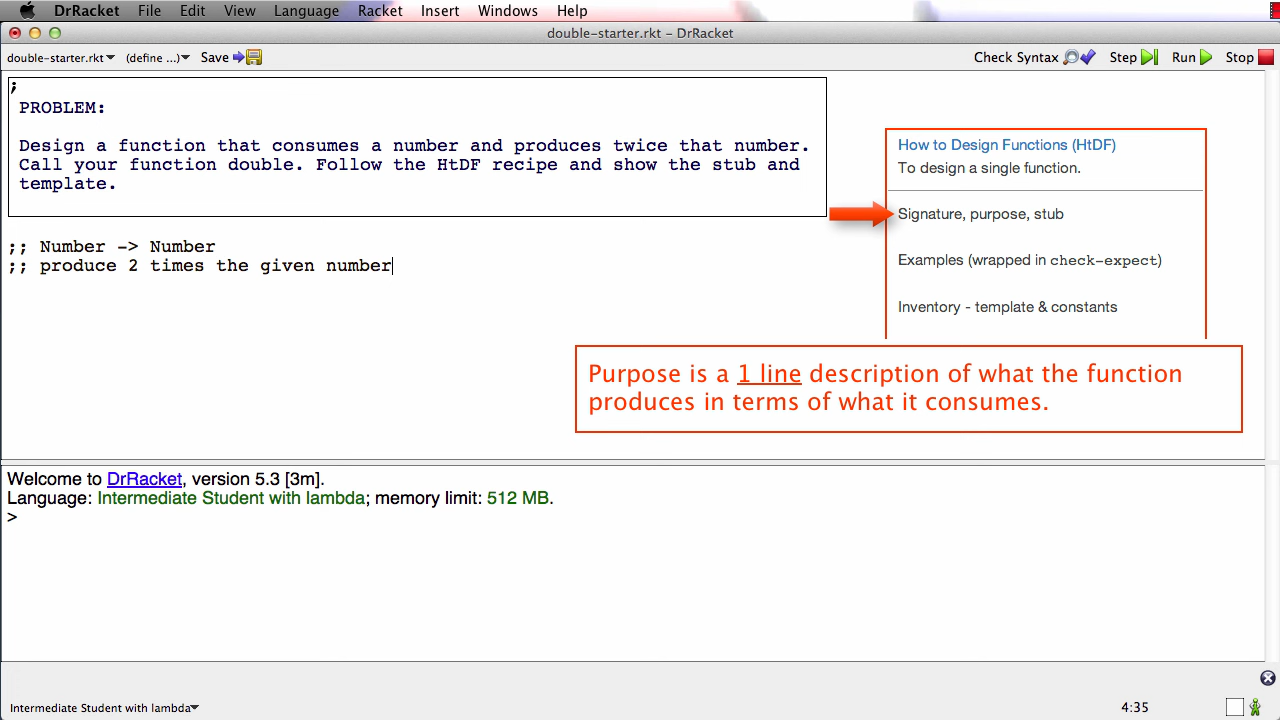 DrRacket File Edit View Language Racket Insert Windows Help
double-starter.rkt - DrRacket
double-starter.rkt (define ...) Save Check Syntax Step Run Stop
;
PROBLEM:
Design a function that consumes a number and produces twice that number.
Call your function double. Follow the HtDF recipe and show the stub and
template.
;; Number -> Number
;; produce 2 times the given number
How to Design Functions (HtDF)
To design a single function.
Signature, purpose, stub
Examples (wrapped in check-expect)
Inventory - template & constants
Purpose is a 1 line description of what the function
produces in terms of what it consumes.
Welcome to DrRacket, version 5.3 [3m].
Language: Intermediate Student with lambda; memory limit: 512 MB.
>
Intermediate Student with lambda 4:35